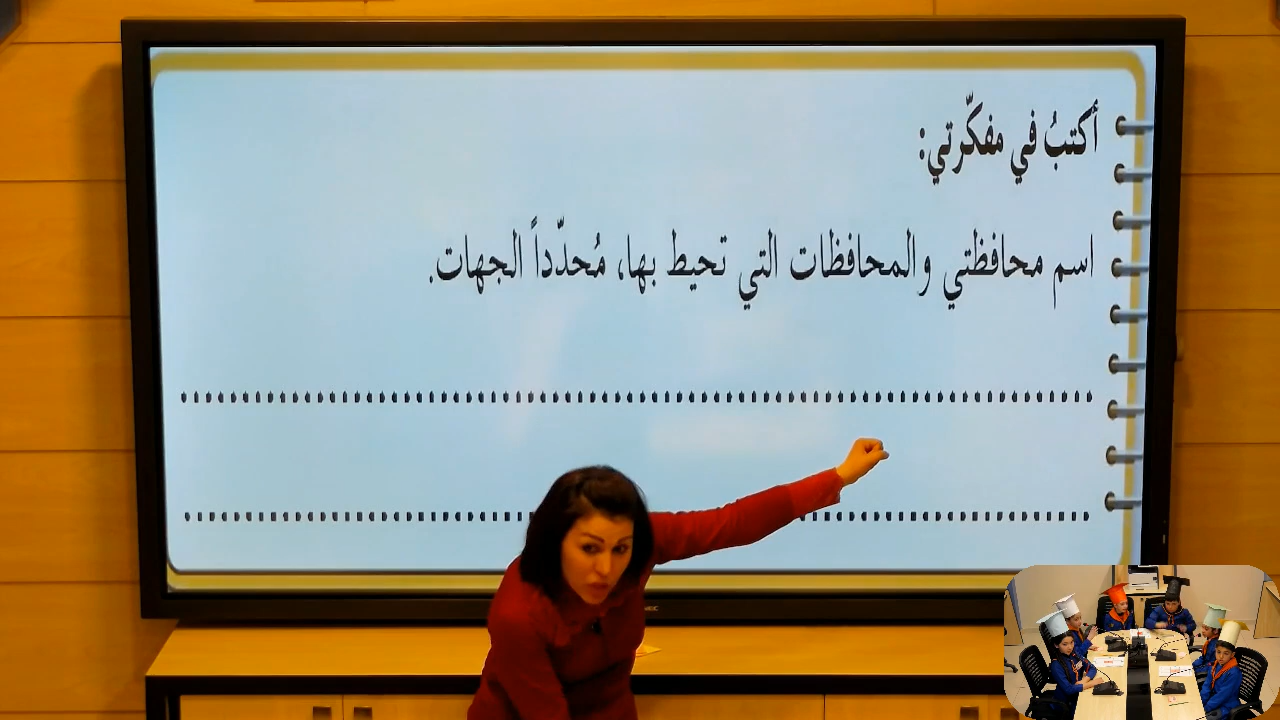 أكتبُ في مفكّرتي:
اسم محافظتي والمحافظات التي تحيط بها، مُحدّداً الجهات.